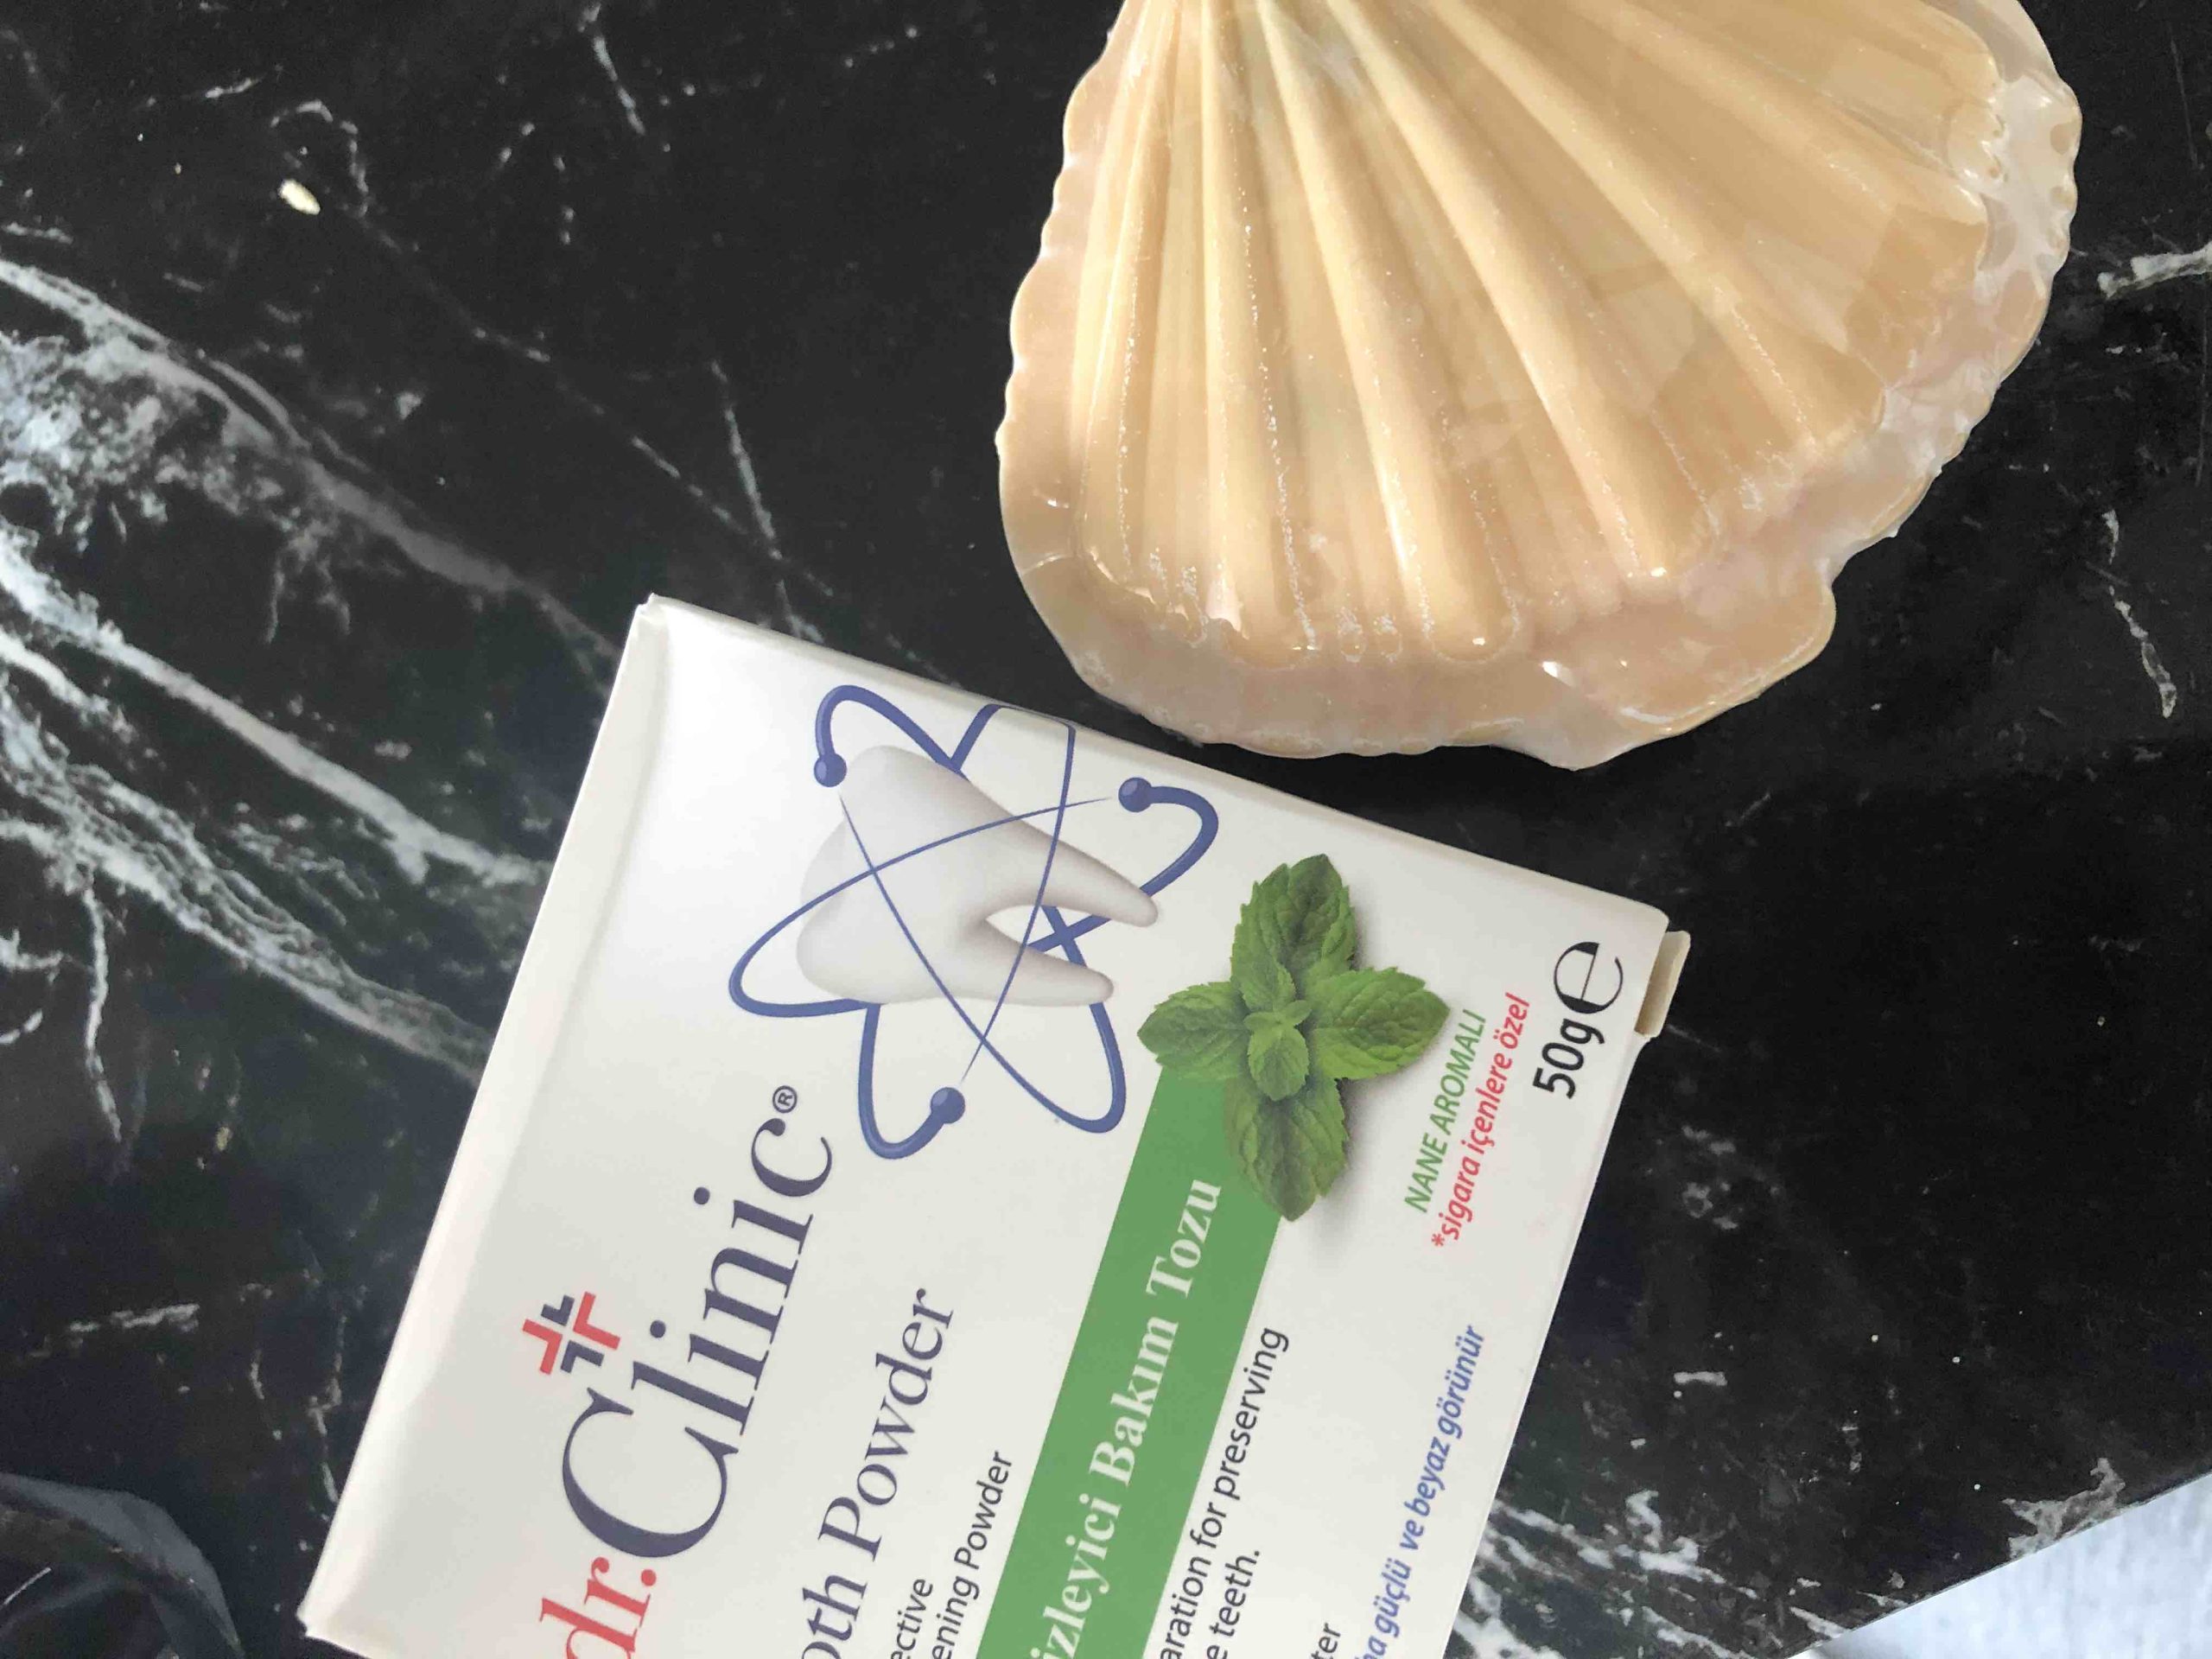 dr.Clinic®
oth Powder
ective
ening Powder
izleyici Bakım Tozu
aration for preserving
e teeth.
ter
ha güçlü ve beyaz görünür
NANE AROMALI
*sigara içenlere özel
50g℮